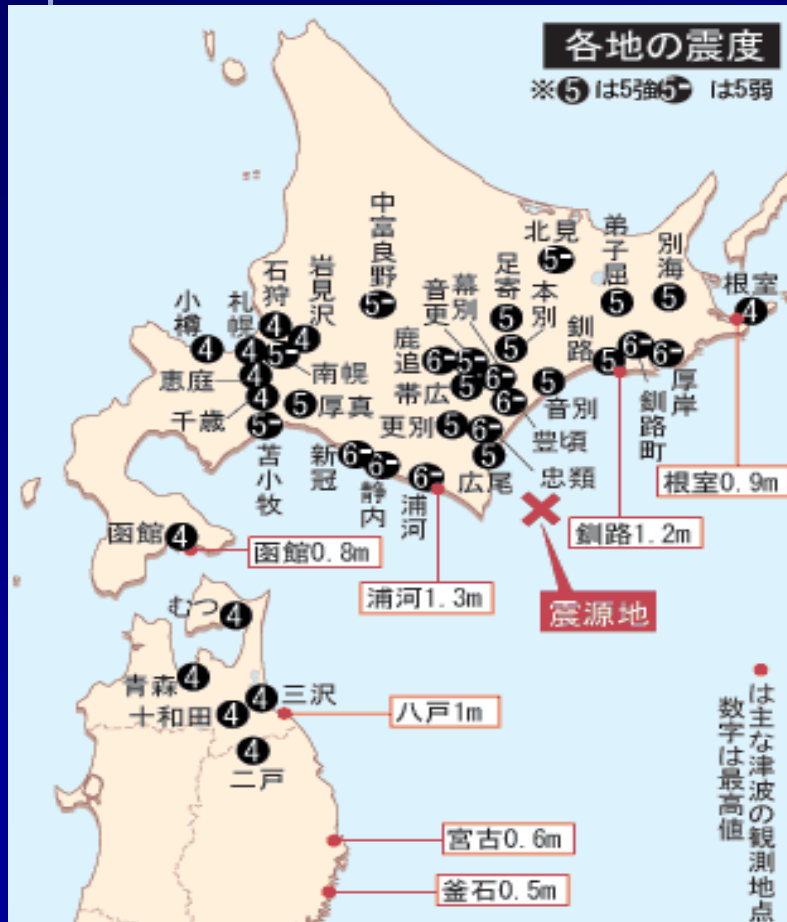 各地の震度
※5は5強5-は5弱
中富良野
5-
北見
5-
弟子屈
5
別海
5
根室
4
石狩
4
岩見沢
4
小樽
4
札幌
4
5-
南幌
恵庭
4
千歳
4
厚真
5
苫小牧
5-
音更
5-
幕別
6-
足寄
5
本別
5
鹿追
6-
帯広
5
釧路
5
6-
釧路町
6-
厚岸
音別
5
豊頃
6-
更別
5
忠類
6-
広尾
5
新冠
6-
静内
6-
浦河
6-
根室0.9m
釧路1.2m
浦河1.3m
震源地
函館
4
函館0.8m
むつ
4
青森
4
三沢
4
十和田
4
八戸1m
二戸
4
宮古0.6m
釜石0.5m
●は主な津波の観測地点
数字は最高値